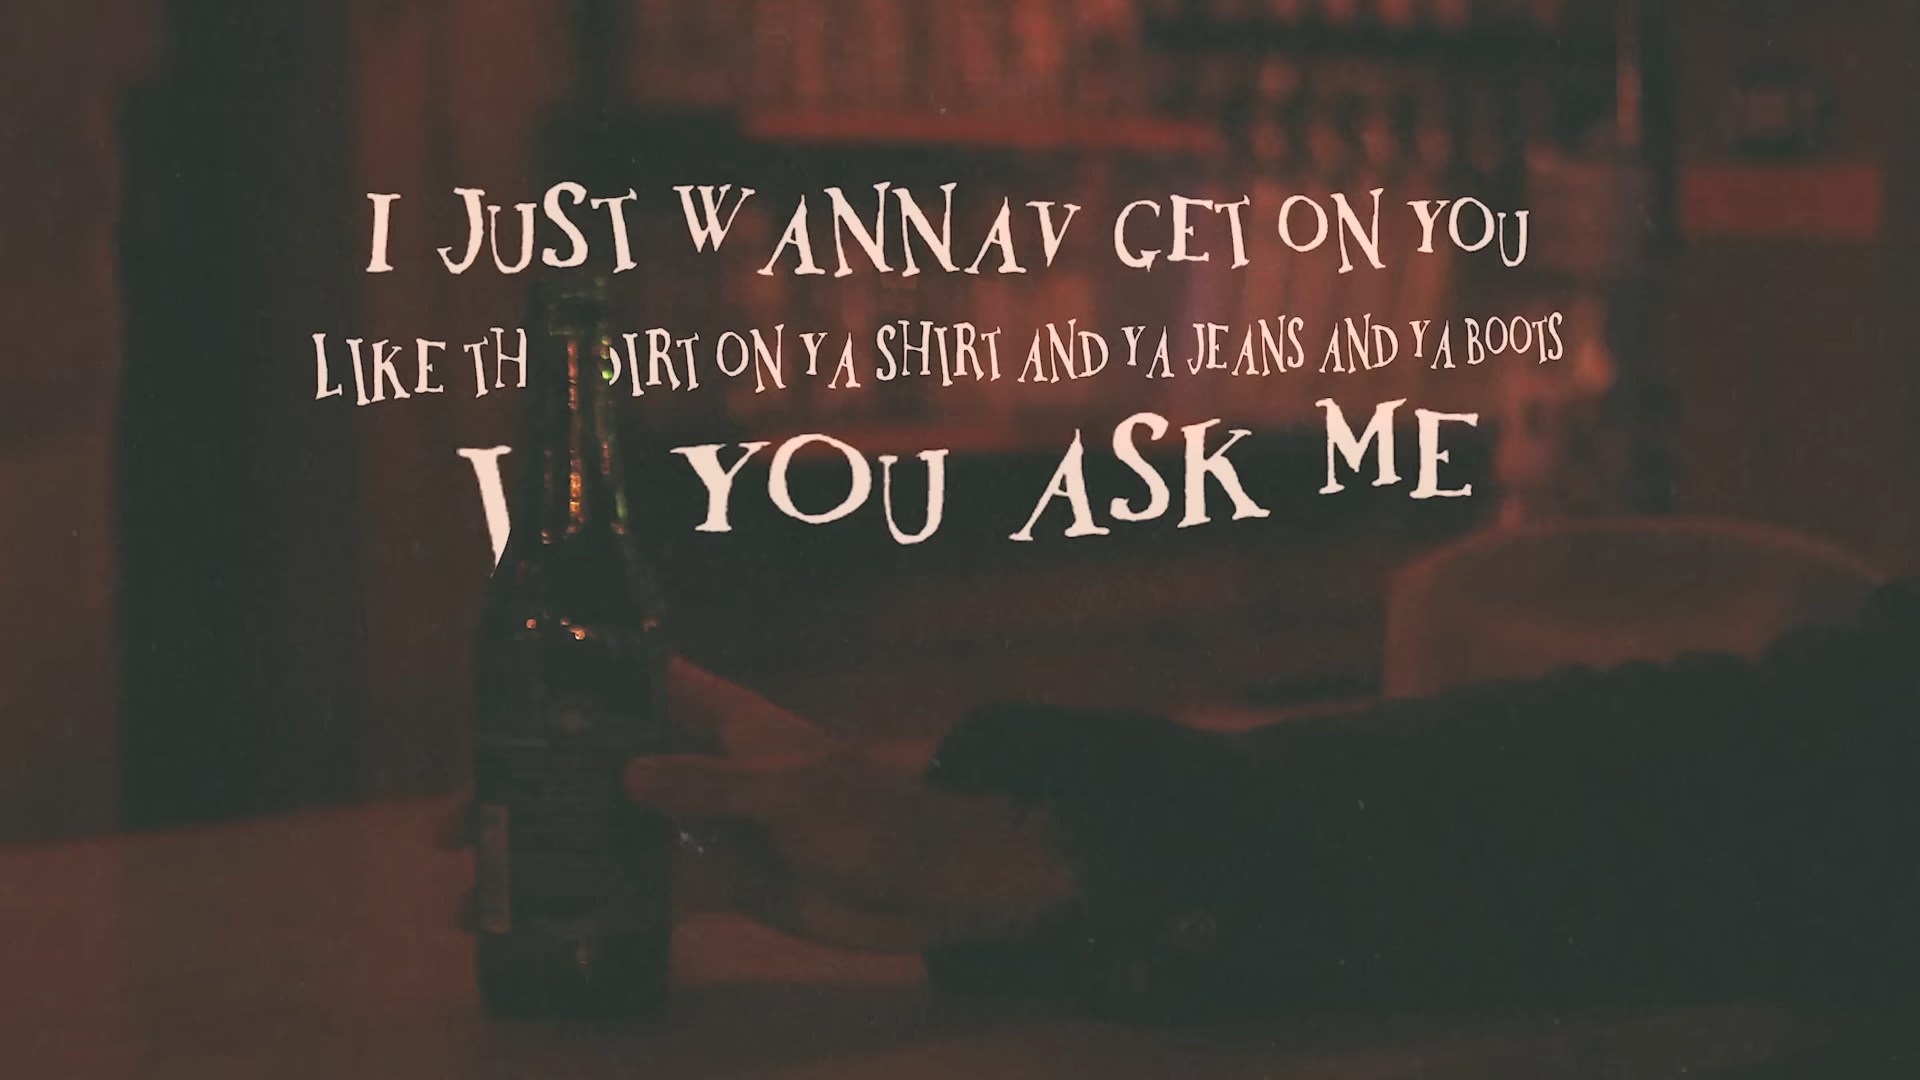 I JUST WANNAV GET ON YOU
LIKE TH DIRT ON YA SHIRT AND YA JEANS AND YA BOOTS
YOU ASK ME